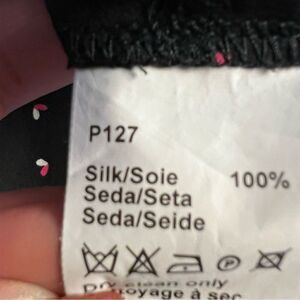 P127
Silk/Soie 100%
Seda/Seta
Seda/Seide
Dry clean only
Nettoyage à sec